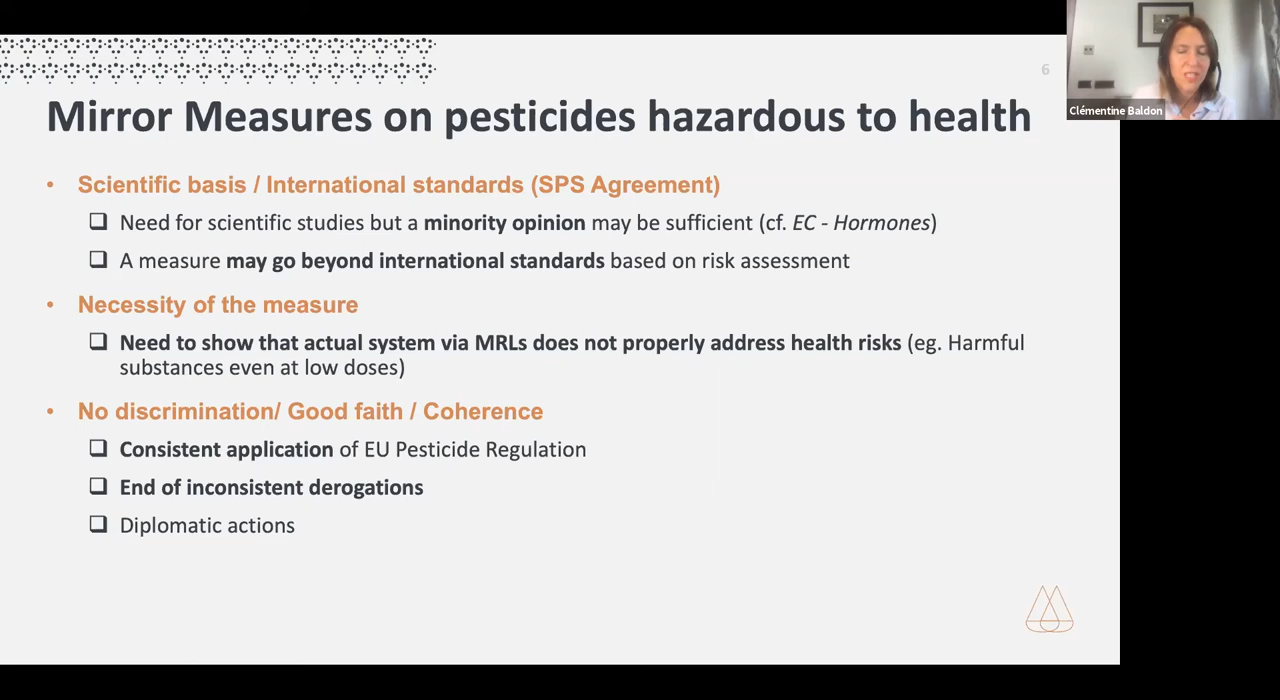 6
Clémentine Baldon
Mirror Measures on pesticides hazardous to health
• Scientific basis / International standards (SPS Agreement)
❑ Need for scientific studies but a minority opinion may be sufficient (cf. EC - Hormones)
❑ A measure may go beyond international standards based on risk assessment
• Necessity of the measure
❑ Need to show that actual system via MRLs does not properly address health risks (eg. Harmful
substances even at low doses)
• No discrimination/ Good faith / Coherence
❑ Consistent application of EU Pesticide Regulation
❑ End of inconsistent derogations
❑ Diplomatic actions